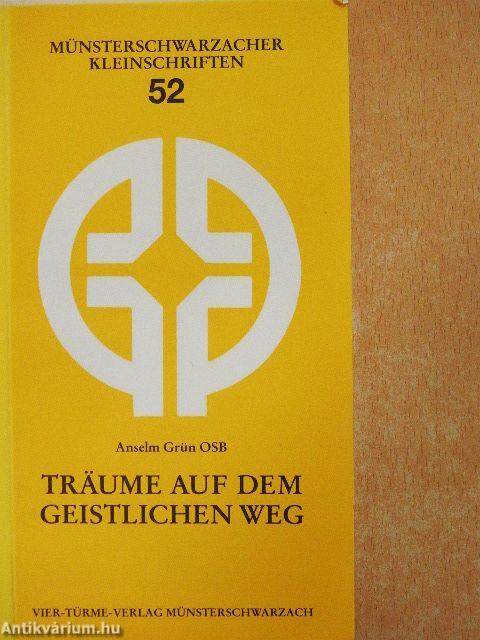 MÜNSTERSCHWARZACHER
KLEINSCHRIFTEN
52
Anselm Grün OSB
TRÄUME AUF DEM
GEISTLICHEN WEG
VIER-TÜRME-VERLAG MÜNSTERSCHWARZACH
Antikvárium.hu